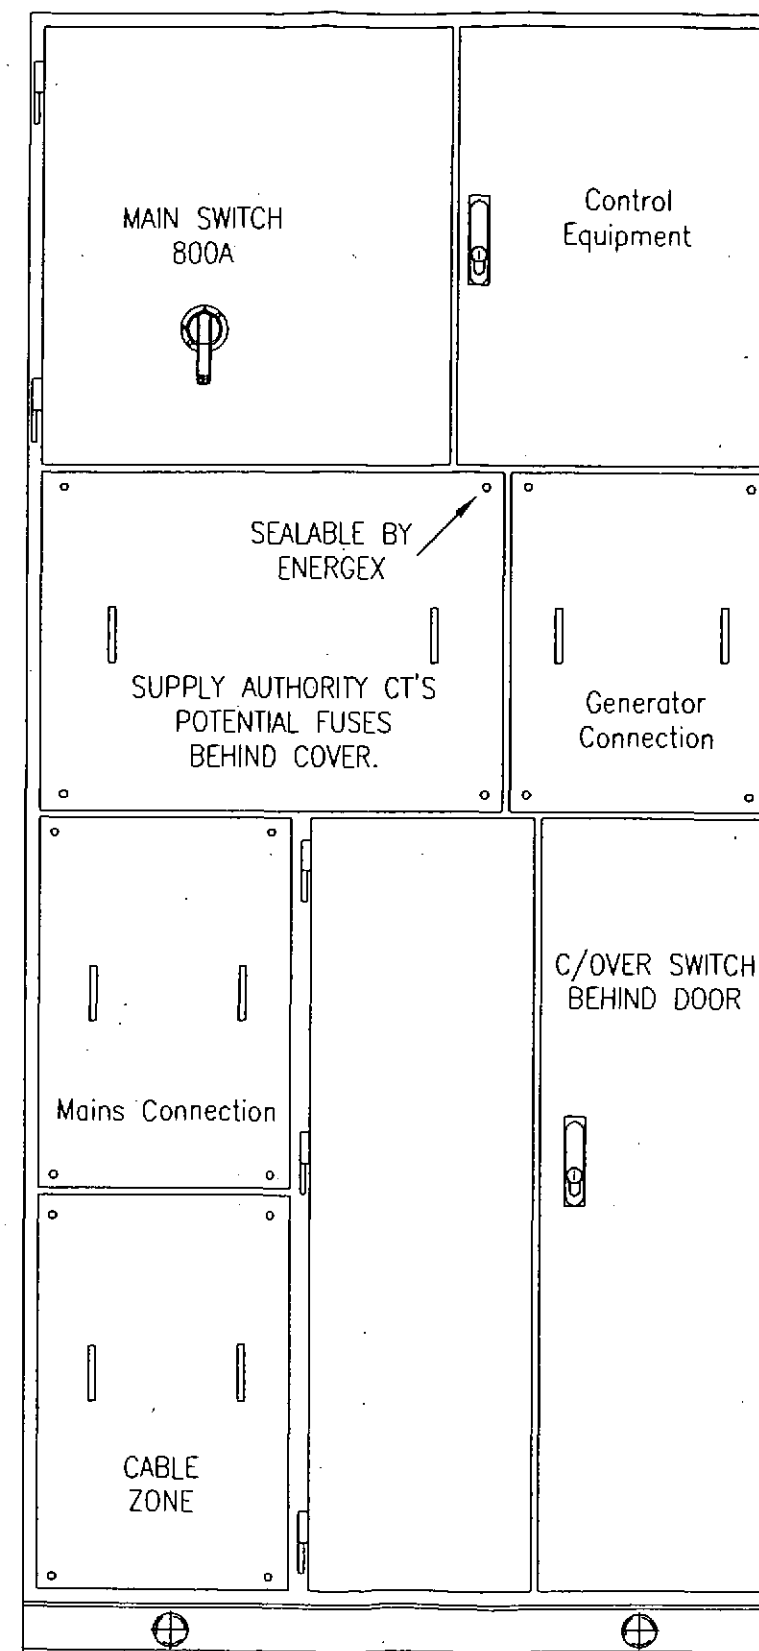 MAIN SWITCH
800A
Control
Equipment
SEALABLE BY
ENERGEX
SUPPLY AUTHORITY CT'S
POTENTIAL FUSES
BEHIND COVER.
Generator
Connection
C/OVER SWITCH
BEHIND DOOR
Mains Connection
CABLE
ZONE